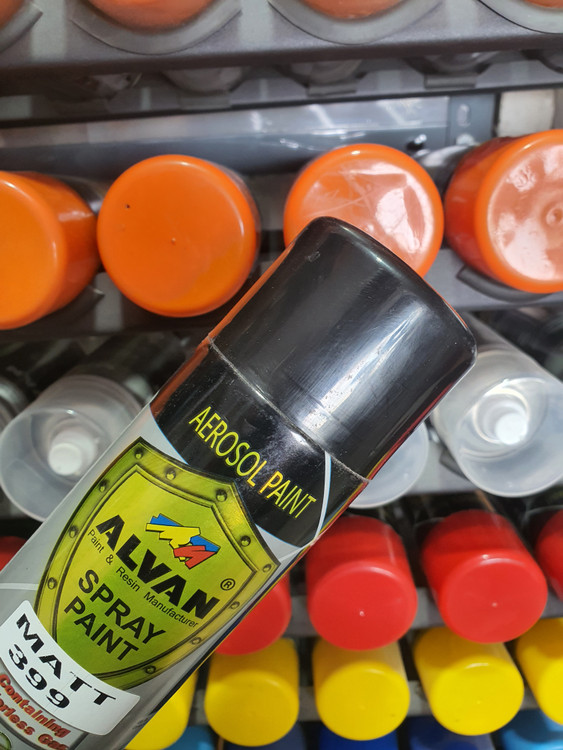 AEROSOL PAINT
ALVAN ®
Paint & Resin Manufacturer
SPRAY
PAINT
MATT
399
Containing